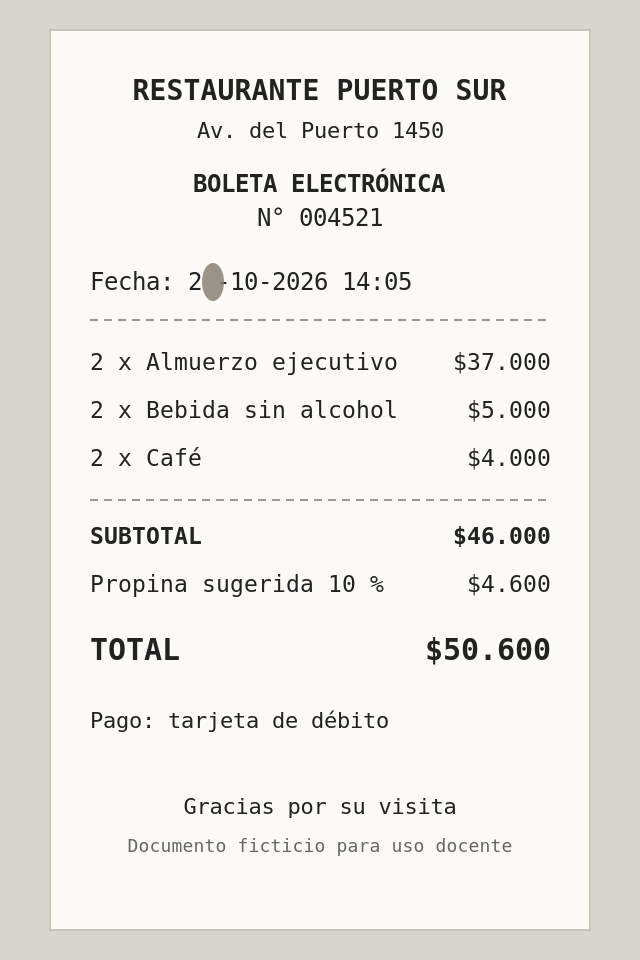 RESTAURANTE PUERTO SUR
Av. del Puerto 1450
BOLETA ELECTRÓNICA
N° 004521
Fecha: 14:05
2 x Almuerzo ejecutivo $37.000
2 x Bebida sin alcohol $5.000
2 x Café $4.000
SUBTOTAL $46.000
Propina sugerida 10 % $4.600
TOTAL $50.600
Pago: tarjeta de débito
Gracias por su visita
Documento ficticio para uso docente